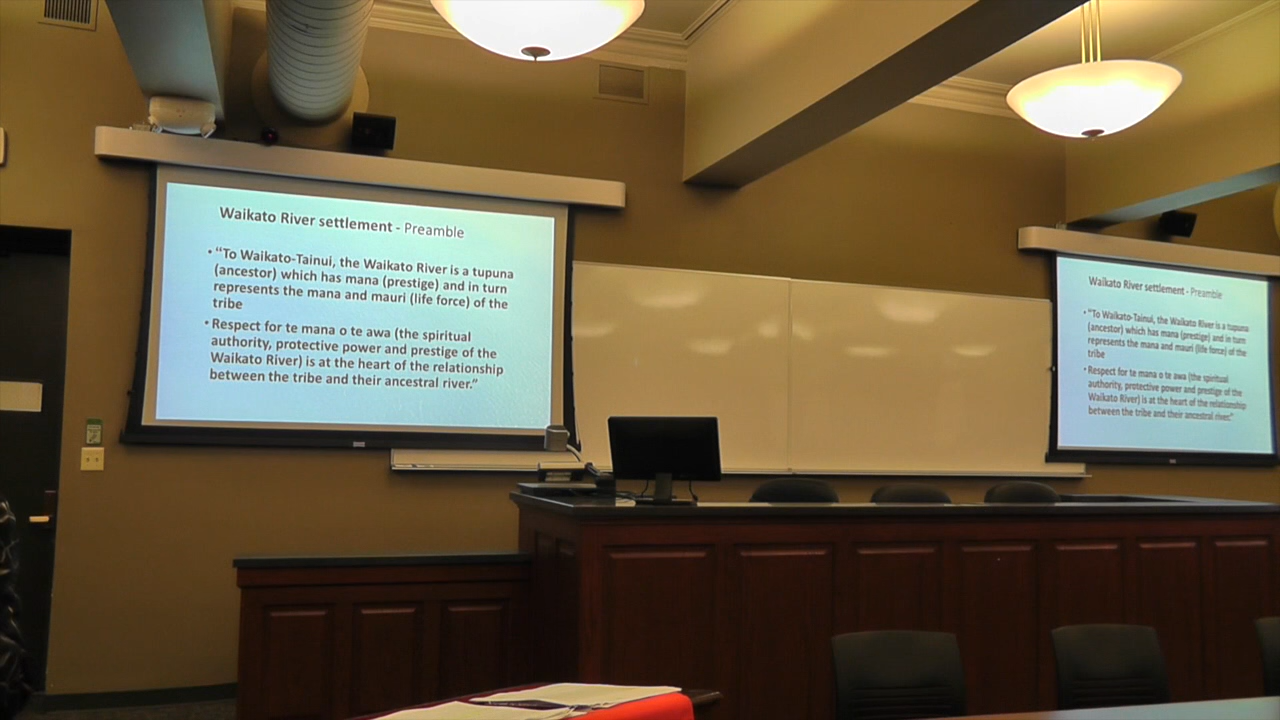 Waikato River settlement - Preamble
• "To Waikato-Tainui, the Waikato River is a tupuna
(ancestor) which has mana (prestige) and in turn
represents the mana and mauri (life force) of the
tribe
• Respect for te mana o te awa (the spiritual
authority, protective power and prestige of the
Waikato River) is at the heart of the relationship
between the tribe and their ancestral river."
Waikato River settlement - Preamble
• "To Waikato-Tainui, the Waikato River is a tupuna
(ancestor) which has mana (prestige) and in turn
represents the mana and mauri (life force) of the
tribe
• Respect for te mana o te awa (the spiritual
authority, protective power and prestige of the
Waikato River) is at the heart of the relationship
between the tribe and their ancestral river."